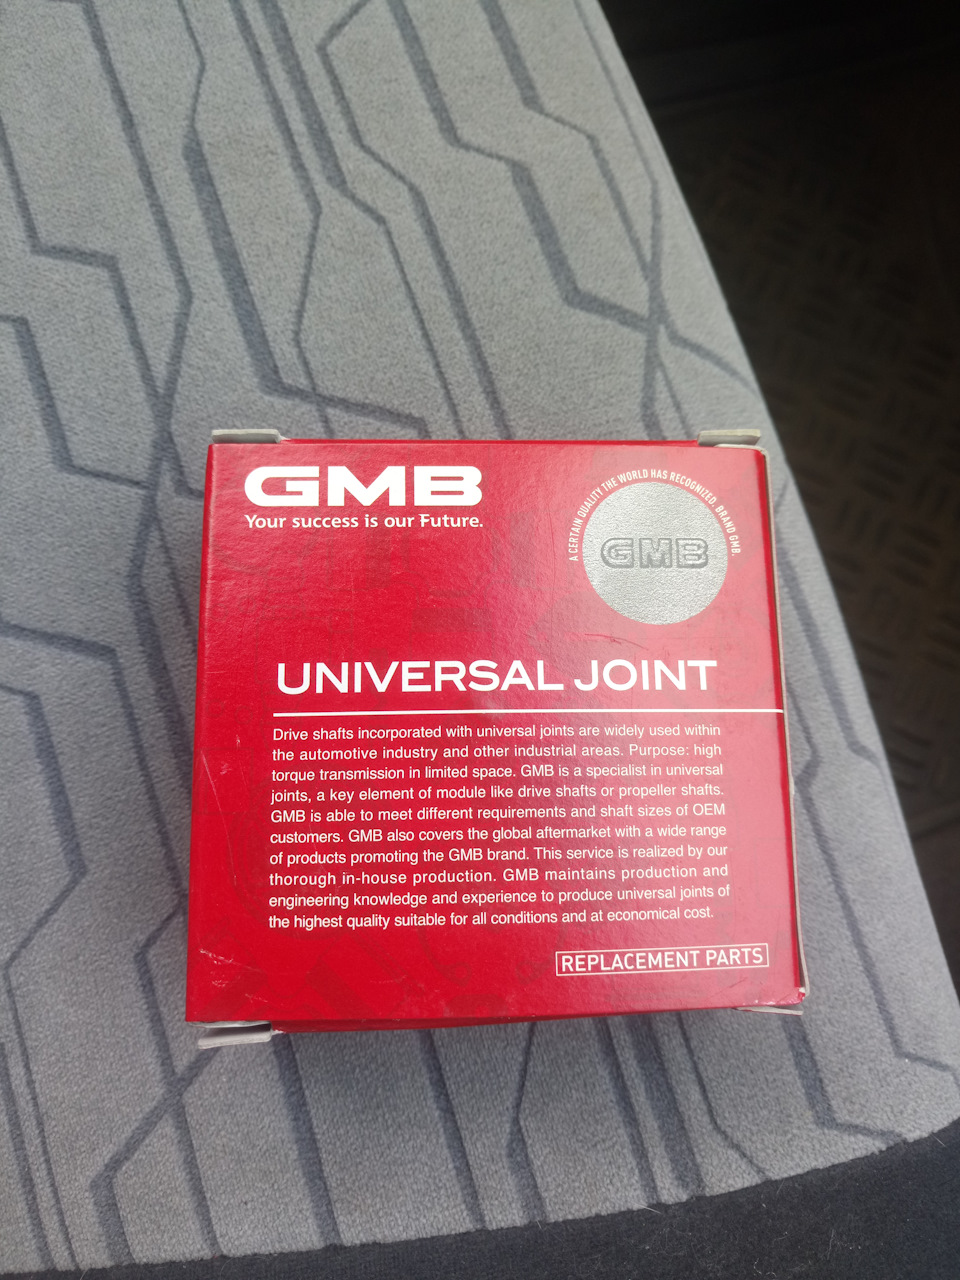 GMB
Your success is our Future.
A CERTAIN QUALITY THE WORLD HAS RECOGNIZED. BRAND GMB.
GMB
UNIVERSAL JOINT
Drive shafts incorporated with universal joints are widely used within
the automotive industry and other industrial areas. Purpose: high
torque transmission in limited space. GMB is a specialist in universal
joints, a key element of module like drive shafts or propeller shafts.
GMB is able to meet different requirements and shaft sizes of OEM
customers. GMB also covers the global aftermarket with a wide range
of products promoting the GMB brand. This service is realized by our
thorough in-house production. GMB maintains production and
engineering knowledge and experience to produce universal joints of
the highest quality suitable for all conditions and at economical cost.
REPLACEMENT PARTS